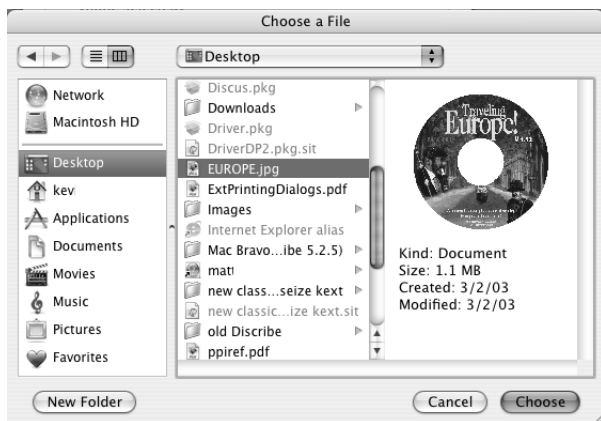 Choose a File
Desktop
Network
Macintosh HD
Desktop
kev
Applications
Documents
Movies
Music
Pictures
Favorites
Discus.pkg
Downloads
Driver.pkg
DriverDP2.pkg.sit
EUROPE.jpg
ExtPrintingDialogs.pdf
Images
Internet Explorer alias
Mac Bravo...ibe 5.2.5)
matt
new class...seize kext
new classic...ize kext.sit
old Discribe
ppiref.pdf
Traveling
Europe!
Kind: Document
Size: 1.1 MB
Created: 3/2/03
Modified: 3/2/03
New Folder
Cancel
Choose